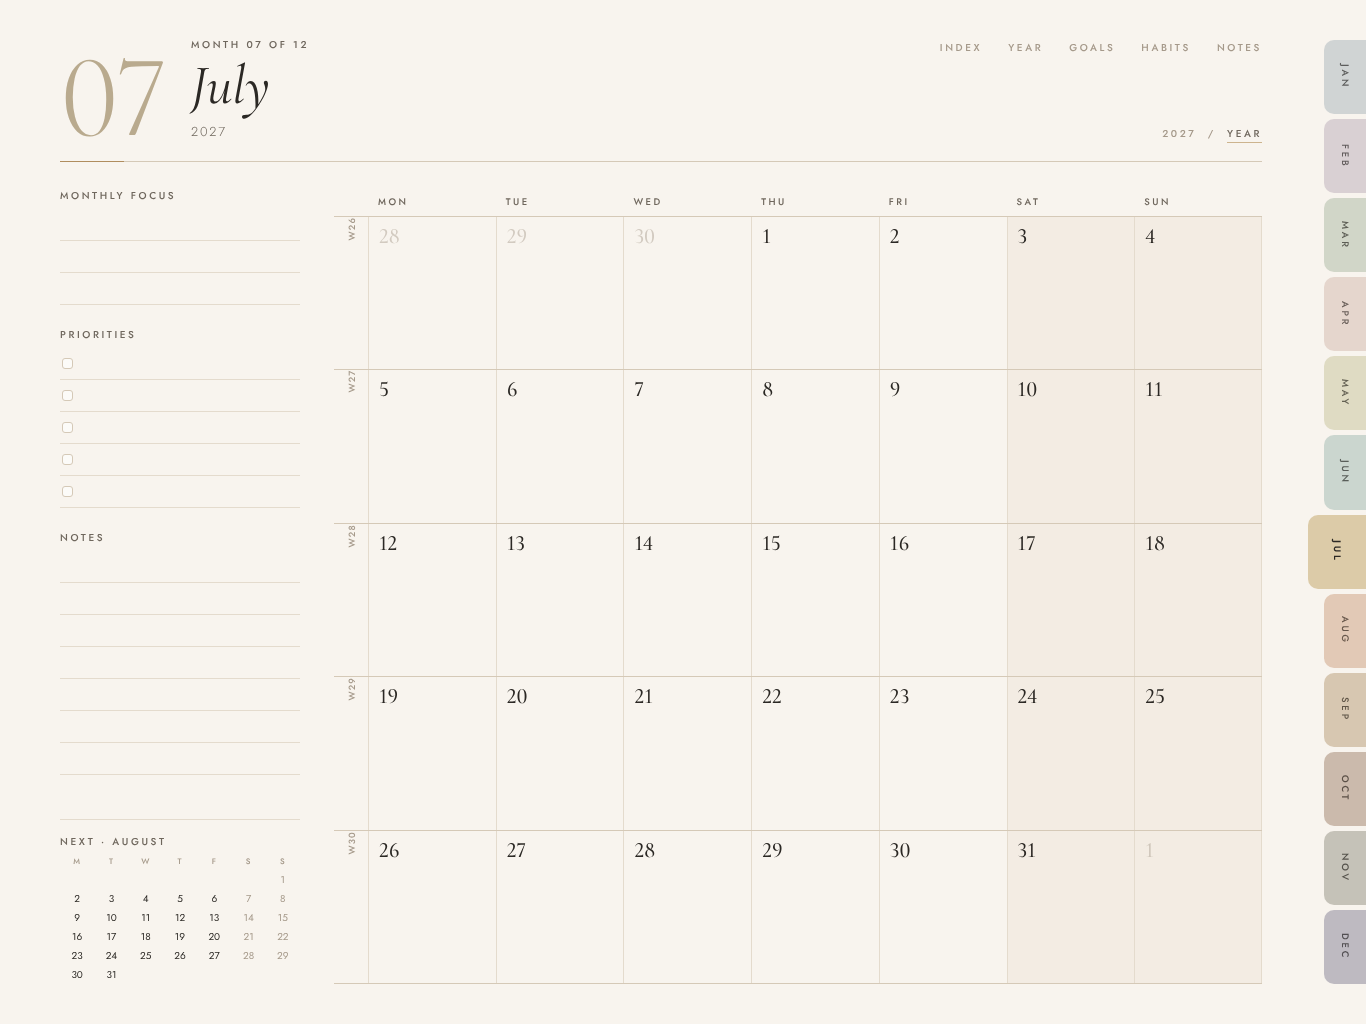 07
MONTH 07 OF 12
July
2027
INDEX YEAR GOALS HABITS NOTES
2027 / YEAR
MONTHLY FOCUS
PRIORITIES
NOTES
NEXT · AUGUST
M T W T F S S
1
2 3 4 5 6 7 8
9 10 11 12 13 14 15
16 17 18 19 20 21 22
23 24 25 26 27 28 29
30 31
MON TUE WED THU FRI SAT SUN
W26 28 29 30 1 2 3 4
W27 5 6 7 8 9 10 11
W28 12 13 14 15 16 17 18
W29 19 20 21 22 23 24 25
W30 26 27 28 29 30 31 1
JAN
FEB
MAR
APR
MAY
JUN
JUL
AUG
SEP
OCT
NOV
DEC